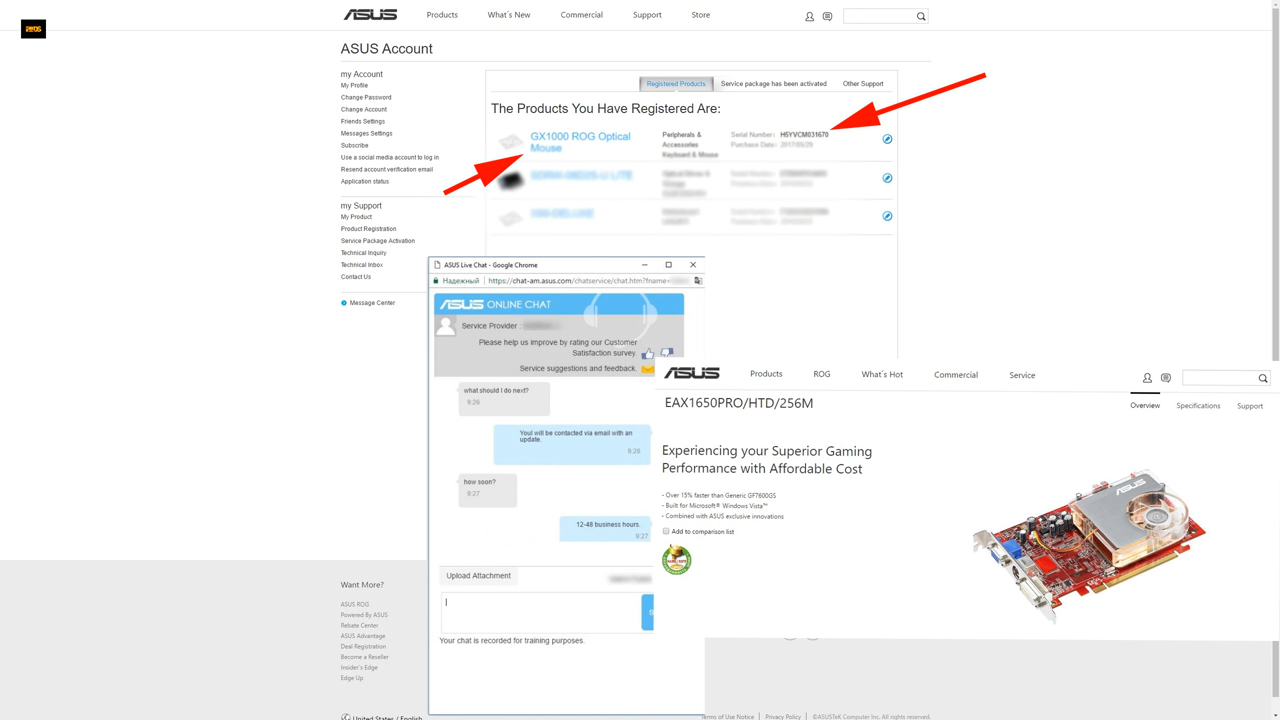 ASUS
Products
What´s New
Commercial
Support
Store
ASUS Account
my Account
My Profile
Change Password
Change Account
Friends Settings
Messages Settings
Subscribe
Use a social media account to log in
Resend account verification email
Application status
my Support
My Product
Product Registration
Service Package Activation
Technical Inquiry
Technical Inbox
Contact Us
Message Center
Registered Products
Service package has been activated
Other Support
The Products You Have Registered Are:
GX1000 ROG Optical
Mouse
Peripherals &
Accessories
Keyboard & Mouse
Serial Number: H5YVCM031670
Purchase Date: 2017/05/29
ASUS Live Chat - Google Chrome
Надежный
https://chat-am.asus.com/chatservice/chat.htm?fname=
ASUS ONLINE CHAT
Service Provider :
Please help us improve by rating our Customer
Satisfaction survey.
Service suggestions and feedback.
what should I do next?
9:26
Youl will be contacted via email with an
update.
9:26
how soon?
9:27
12-48 business hours.
9:27
Upload Attachment
Your chat is recorded for training purposes.
ASUS
Products
ROG
What´s Hot
Commercial
Service
EAX1650PRO/HTD/256M
Overview
Specifications
Support
Experiencing your Superior Gaming
Performance with Affordable Cost
- Over 15% faster than Generic GF7600GS
- Built for Microsoft® Windows Vista™
- Combined with ASUS exclusive innovations
Add to comparison list
ASUS
Want More?
ASUS ROG
Powered By ASUS
Rebate Center
ASUS Advantage
Deal Registration
Become a Reseller
Insider's Edge
Edge Up
United States / English
Terms of Use Notice
Privacy Policy
©ASUSTeK Computer Inc. All rights reserved.